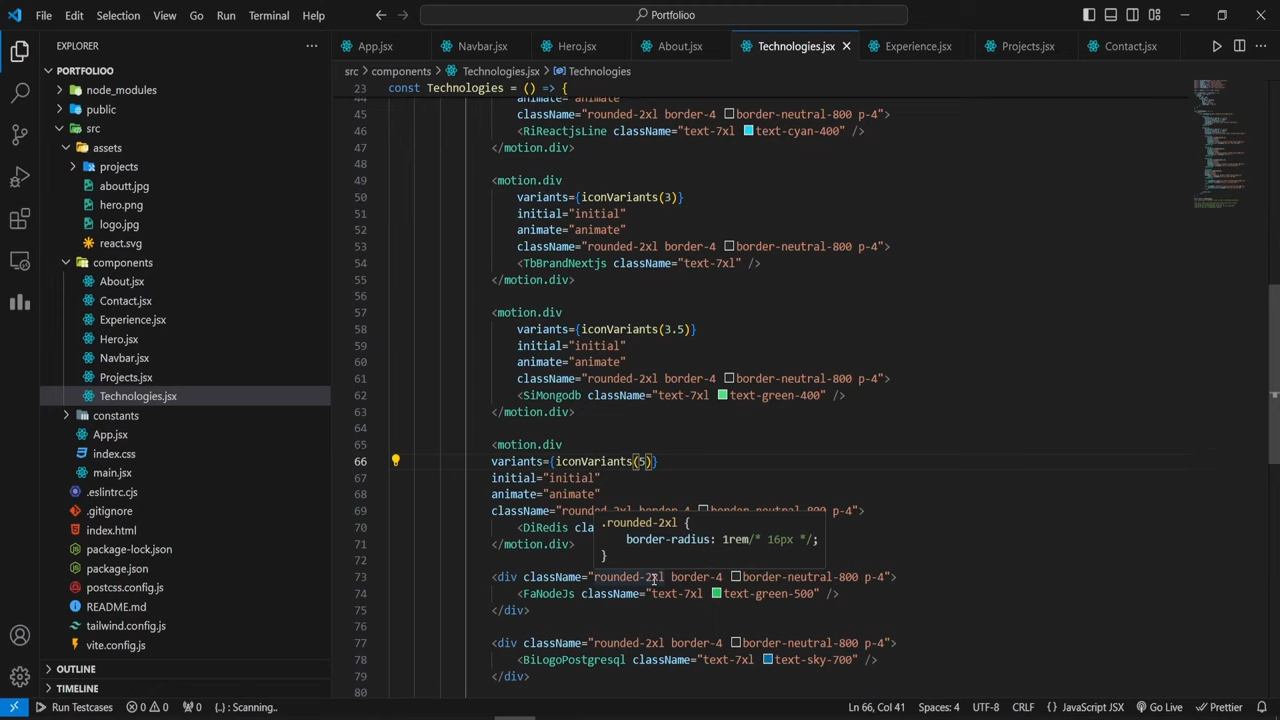 File Edit Selection View Go Run Terminal Help
Portfolioo
EXPLORER
App.jsx Navbar.jsx Hero.jsx About.jsx Technologies.jsx Experience.jsx Projects.jsx Contact.jsx
PORTFOLIOO
node_modules
public
src
assets
projects
aboutt.jpg
hero.png
logo.jpg
react.svg
components
About.jsx
Contact.jsx
Experience.jsx
Hero.jsx
Navbar.jsx
Projects.jsx
Technologies.jsx
constants
App.jsx
index.css
main.jsx
.eslintrc.cjs
.gitignore
index.html
package-lock.json
package.json
postcss.config.js
README.md
tailwind.config.js
vite.config.js
OUTLINE
TIMELINE
src > components > Technologies.jsx > Technologies
23 const Technologies = () => {
44 animate="animate"
45 className="rounded-2xl border-4 border-neutral-800 p-4">
46 <RiReactjsLine className="text-7xl text-cyan-400" />
47 </motion.div>
48
49 <motion.div
50 variants={iconVariants(3)}
51 initial="initial"
52 animate="animate"
53 className="rounded-2xl border-4 border-neutral-800 p-4">
54 <TbBrandNextjs className="text-7xl" />
55 </motion.div>
56
57 <motion.div
58 variants={iconVariants(3.5)}
59 initial="initial"
60 animate="animate"
61 className="rounded-2xl border-4 border-neutral-800 p-4">
62 <SiMongodb className="text-7xl text-green-400" />
63 </motion.div>
64
65 <motion.div
66 variants={iconVariants(5)}
67 initial="initial"
68 animate="animate"
69 className="rounded-2xl border-4 border-neutral-800 p-4">
70 <DiRedis cla
71 </motion.div>
.rounded-2xl {
border-radius: 1rem/* 16px */;
}
72
73 <div className="rounded-2xl border-4 border-neutral-800 p-4">
74 <FaNodeJs className="text-7xl text-green-500" />
75 </div>
76
77 <div className="rounded-2xl border-4 border-neutral-800 p-4">
78 <BiLogoPostgresql className="text-7xl text-sky-700" />
79 </div>
80
Run Testcases 0 0 0 {..} : Scanning.. Ln 66, Col 41 Spaces: 4 UTF-8 CRLF {} JavaScript JSX Go Live Prettier